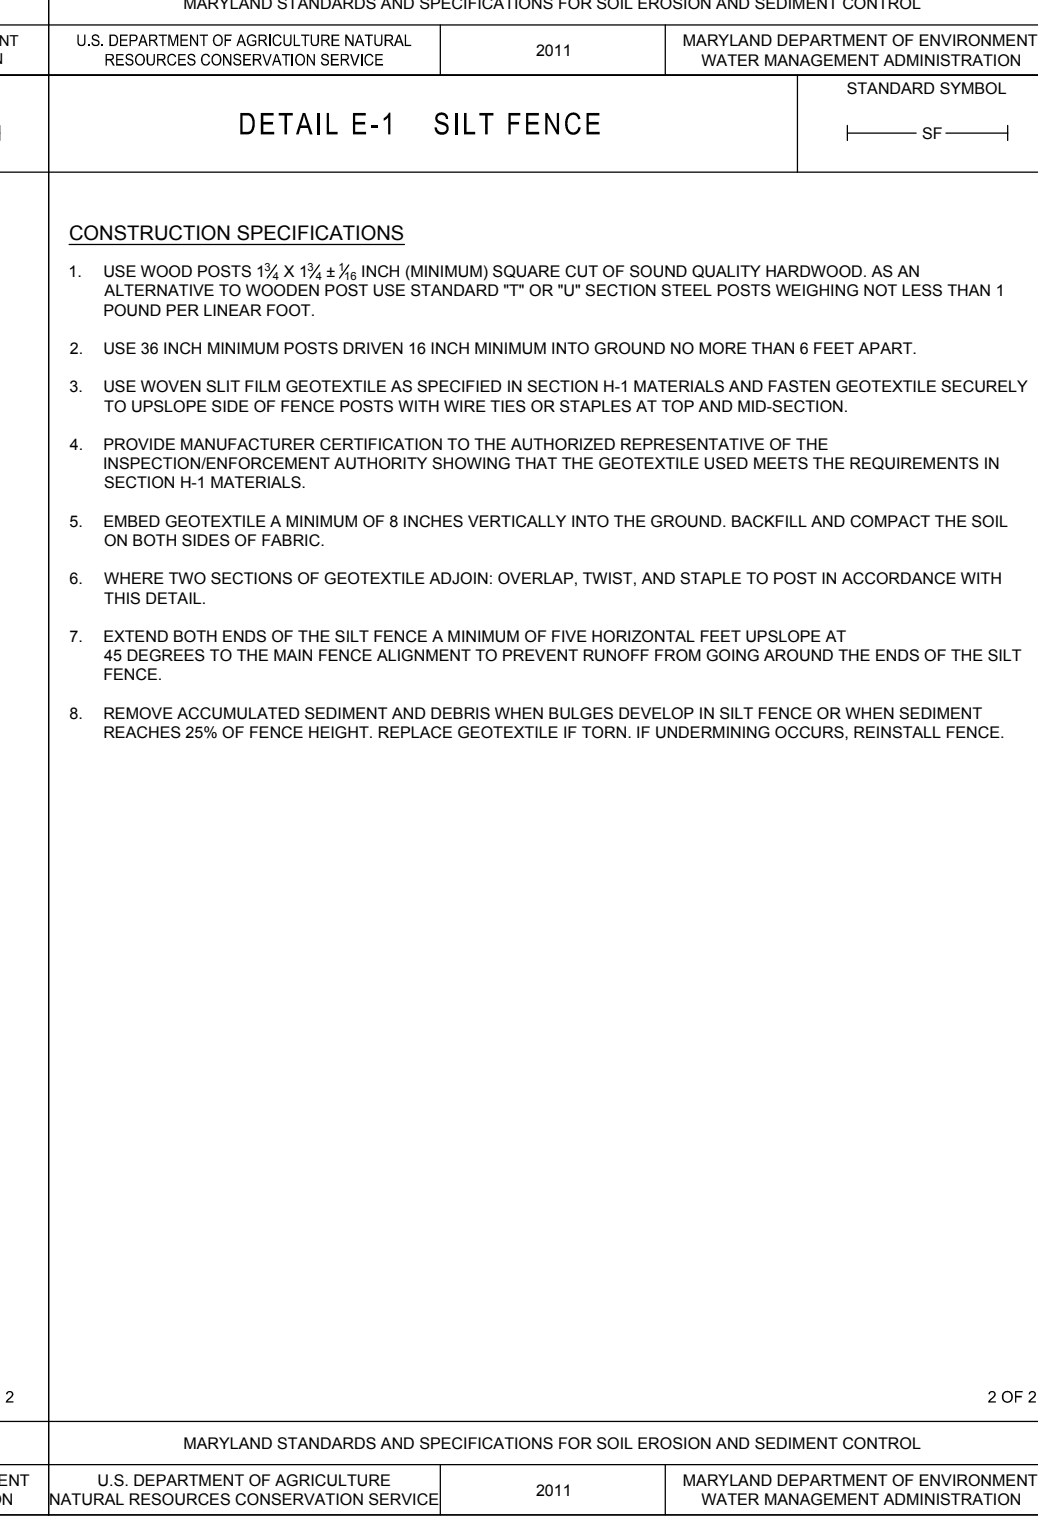 MARYLAND STANDARDS AND SPECIFICATIONS FOR SOIL EROSION AND SEDIMENT CONTROL
U.S. DEPARTMENT OF AGRICULTURE NATURAL
RESOURCES CONSERVATION SERVICE
2011
MARYLAND DEPARTMENT OF ENVIRONMENT
WATER MANAGEMENT ADMINISTRATION
DETAIL E-1 SILT FENCE
STANDARD SYMBOL
SF
CONSTRUCTION SPECIFICATIONS
1. USE WOOD POSTS 1¾ X 1¾ ± 1⁄16 INCH (MINIMUM) SQUARE CUT OF SOUND QUALITY HARDWOOD. AS AN
ALTERNATIVE TO WOODEN POST USE STANDARD "T" OR "U" SECTION STEEL POSTS WEIGHING NOT LESS THAN 1
POUND PER LINEAR FOOT.
2. USE 36 INCH MINIMUM POSTS DRIVEN 16 INCH MINIMUM INTO GROUND NO MORE THAN 6 FEET APART.
3. USE WOVEN SLIT FILM GEOTEXTILE AS SPECIFIED IN SECTION H-1 MATERIALS AND FASTEN GEOTEXTILE SECURELY
TO UPSLOPE SIDE OF FENCE POSTS WITH WIRE TIES OR STAPLES AT TOP AND MID-SECTION.
4. PROVIDE MANUFACTURER CERTIFICATION TO THE AUTHORIZED REPRESENTATIVE OF THE
INSPECTION/ENFORCEMENT AUTHORITY SHOWING THAT THE GEOTEXTILE USED MEETS THE REQUIREMENTS IN
SECTION H-1 MATERIALS.
5. EMBED GEOTEXTILE A MINIMUM OF 8 INCHES VERTICALLY INTO THE GROUND. BACKFILL AND COMPACT THE SOIL
ON BOTH SIDES OF FABRIC.
6. WHERE TWO SECTIONS OF GEOTEXTILE ADJOIN: OVERLAP, TWIST, AND STAPLE TO POST IN ACCORDANCE WITH
THIS DETAIL.
7. EXTEND BOTH ENDS OF THE SILT FENCE A MINIMUM OF FIVE HORIZONTAL FEET UPSLOPE AT
45 DEGREES TO THE MAIN FENCE ALIGNMENT TO PREVENT RUNOFF FROM GOING AROUND THE ENDS OF THE SILT
FENCE.
8. REMOVE ACCUMULATED SEDIMENT AND DEBRIS WHEN BULGES DEVELOP IN SILT FENCE OR WHEN SEDIMENT
REACHES 25% OF FENCE HEIGHT. REPLACE GEOTEXTILE IF TORN. IF UNDERMINING OCCURS, REINSTALL FENCE.
2
2 OF 2
MARYLAND STANDARDS AND SPECIFICATIONS FOR SOIL EROSION AND SEDIMENT CONTROL
U.S. DEPARTMENT OF AGRICULTURE
NATURAL RESOURCES CONSERVATION SERVICE
2011
MARYLAND DEPARTMENT OF ENVIRONMENT
WATER MANAGEMENT ADMINISTRATION